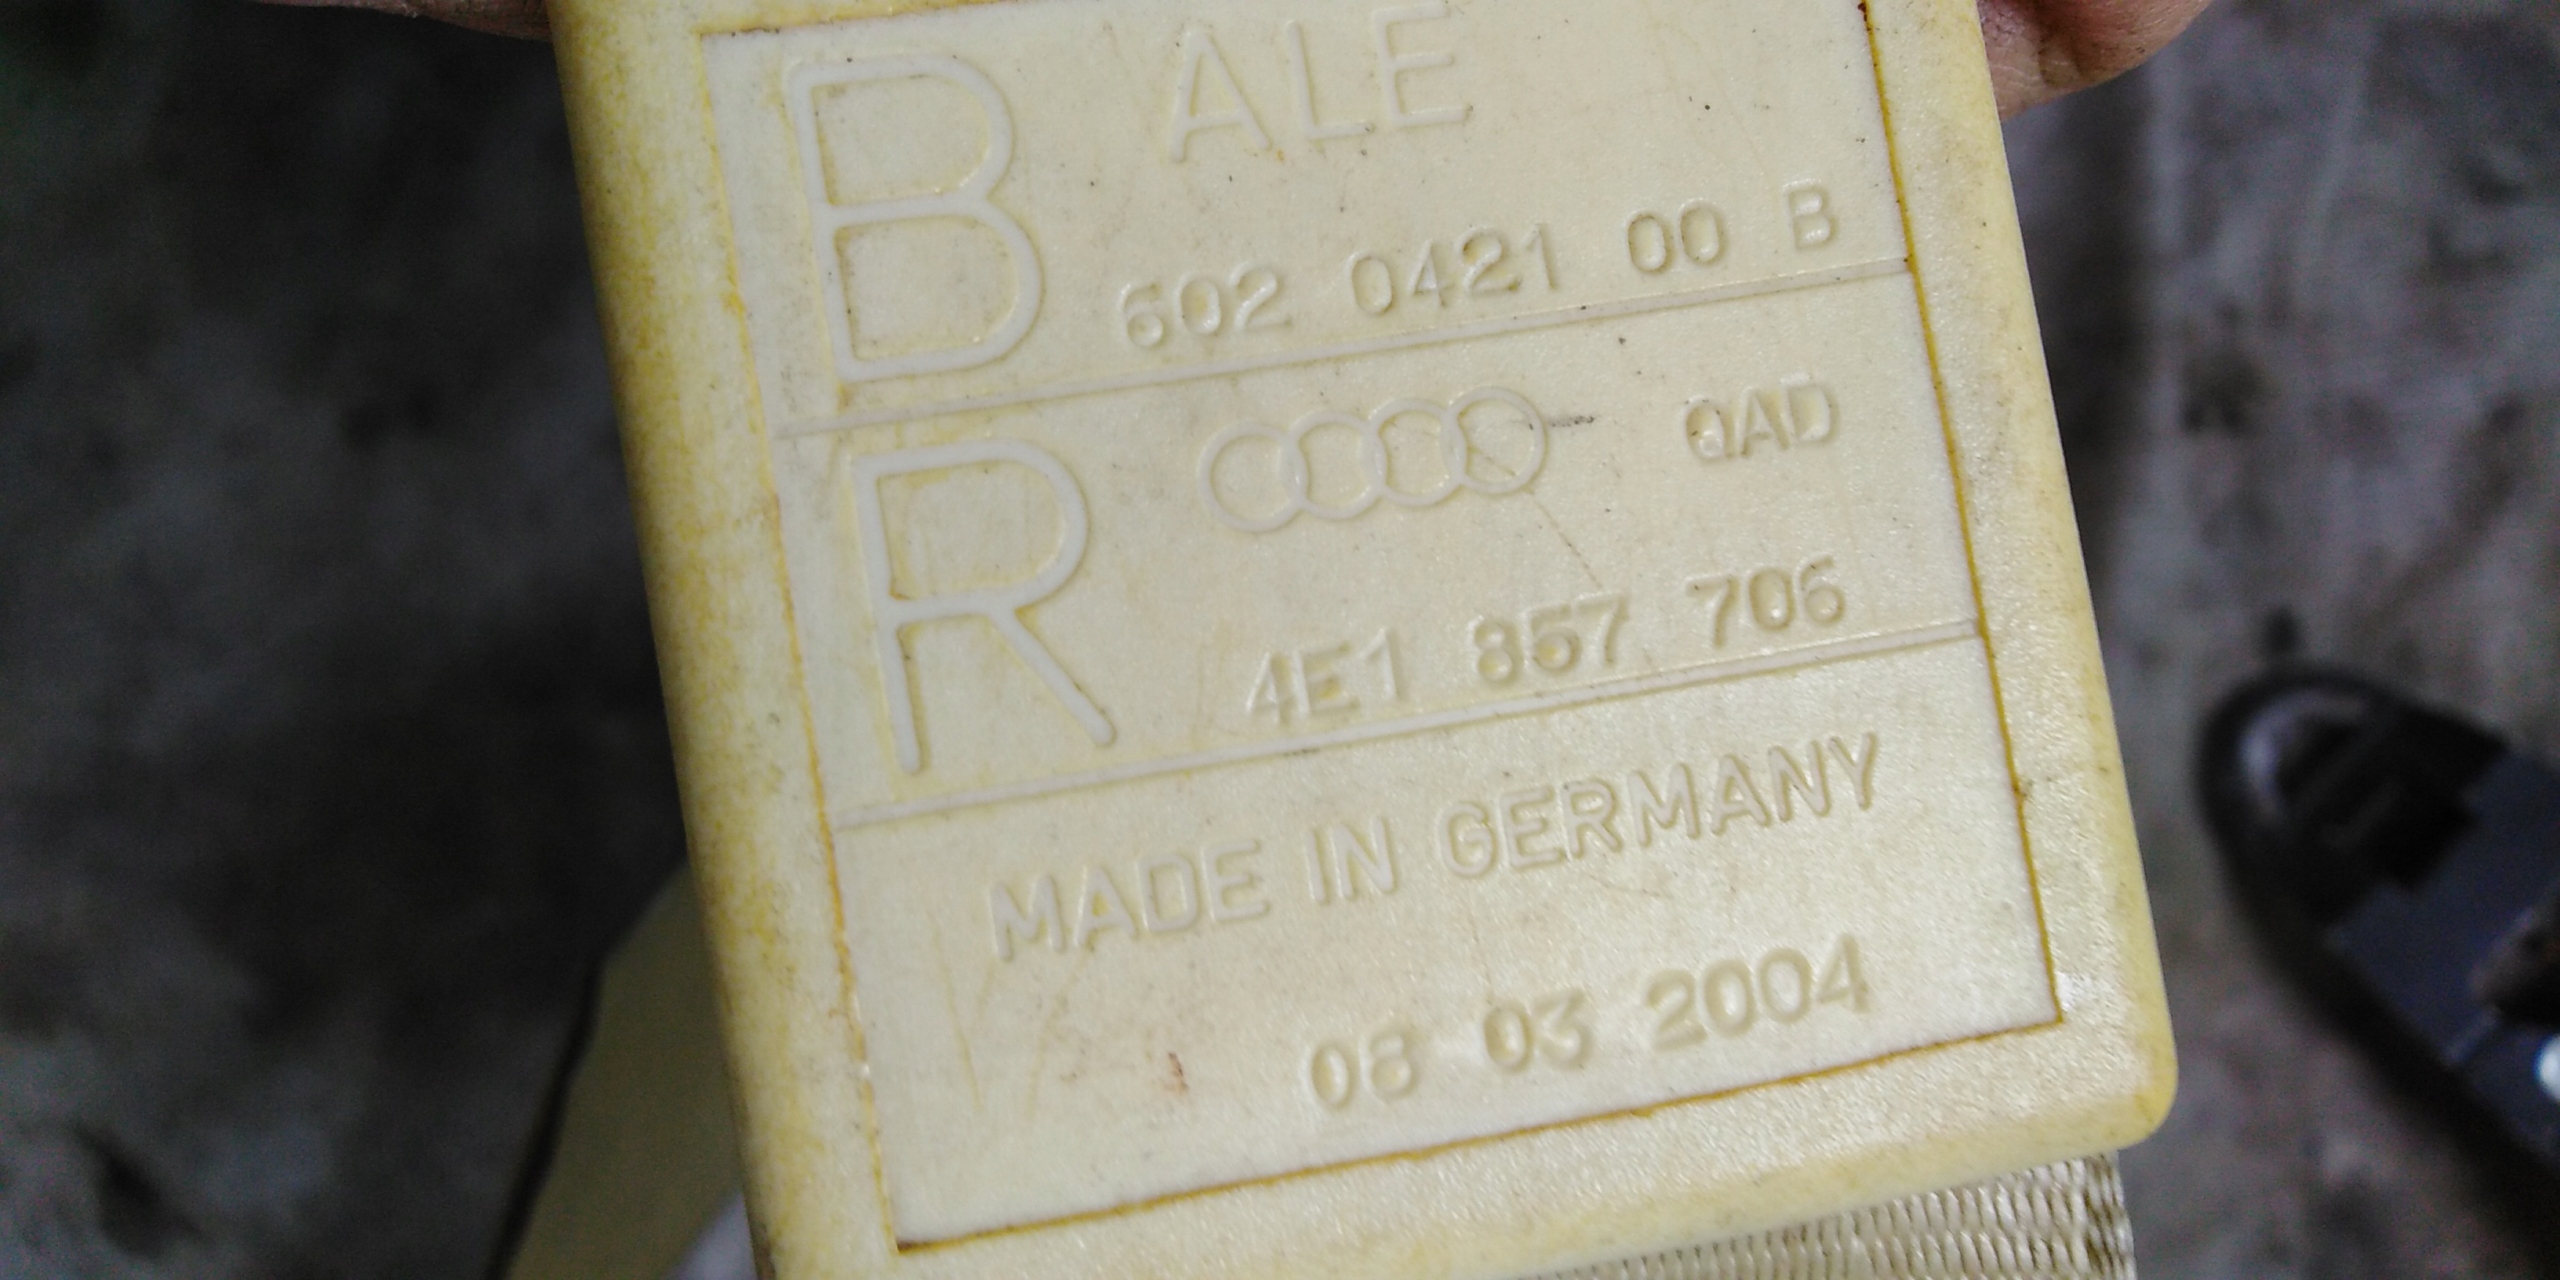 B ALE
602 0421 00 B
R QAD
4E1 857 706
MADE IN GERMANY
08 03 2004